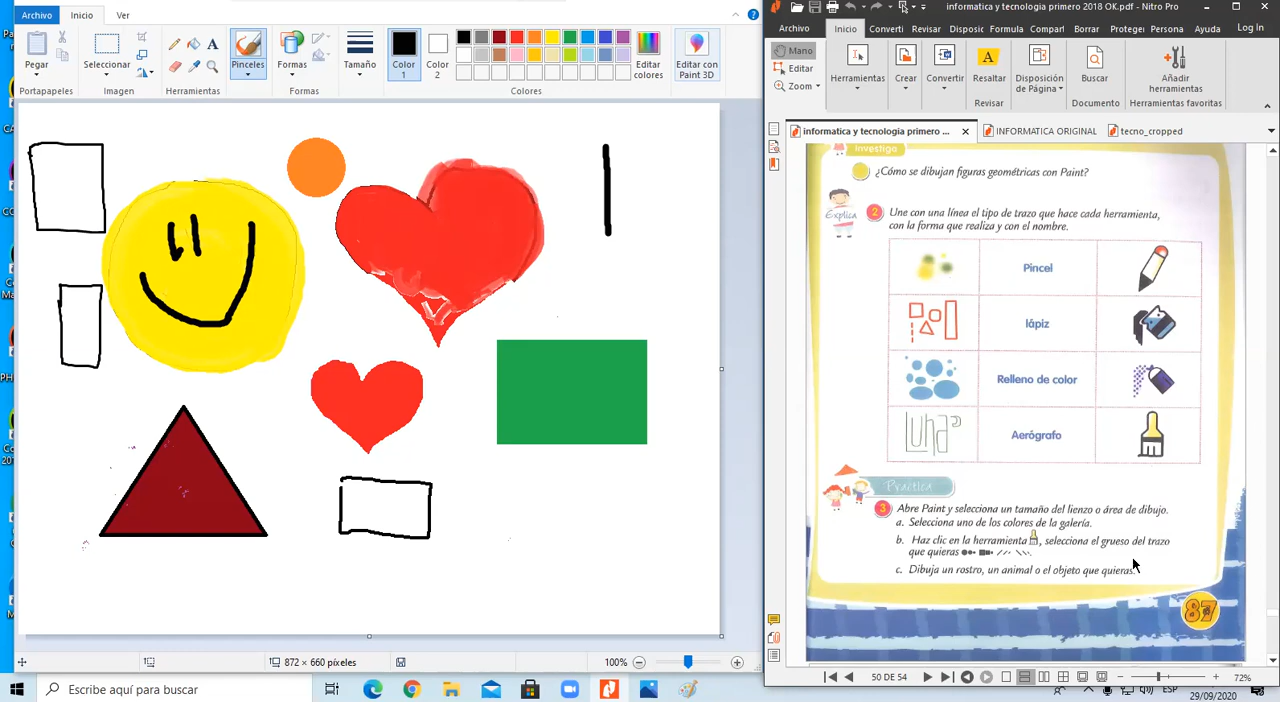 Archivo
Inicio
Ver
Pegar
Seleccionar
Pinceles
Formas
Tamaño
Color
1
Color
2
Editar
colores
Editar con
Paint 3D
Portapapeles
Imagen
Herramientas
Formas
Colores
872 × 660 píxeles
100%
Escribe aquí para buscar
informatica y tecnologia primero 2018 OK.pdf - Nitro Pro
Archivo
Inicio
Converti
Revisar
Disposic
Formula
Compar
Borrar
Proteger
Persona
Ayuda
Log In
Mano
Editar
Zoom
Herramientas
Crear
Convertir
Resaltar
Disposición
de Página
Buscar
Añadir
herramientas
Revisar
Documento
Herramientas favoritas
informatica y tecnologia primero ...
INFORMATICA ORIGINAL
tecno_cropped
Investiga
¿Cómo se dibujan figuras geométricas con Paint?
Explica
2 Une con una línea el tipo de trazo que hace cada herramienta,
con la forma que realiza y con el nombre.
Pincel
lápiz
Relleno de color
Luna
Aerógrafo
Practica
3 Abre Paint y selecciona un tamaño del lienzo o área de dibujo.
a. Selecciona uno de los colores de la galería.
b. Haz clic en la herramienta , selecciona el grueso del trazo
que quieras
c. Dibuja un rostro, un animal o el objeto que quieras.
87
50 DE 54
72%
ESP
29/09/2020